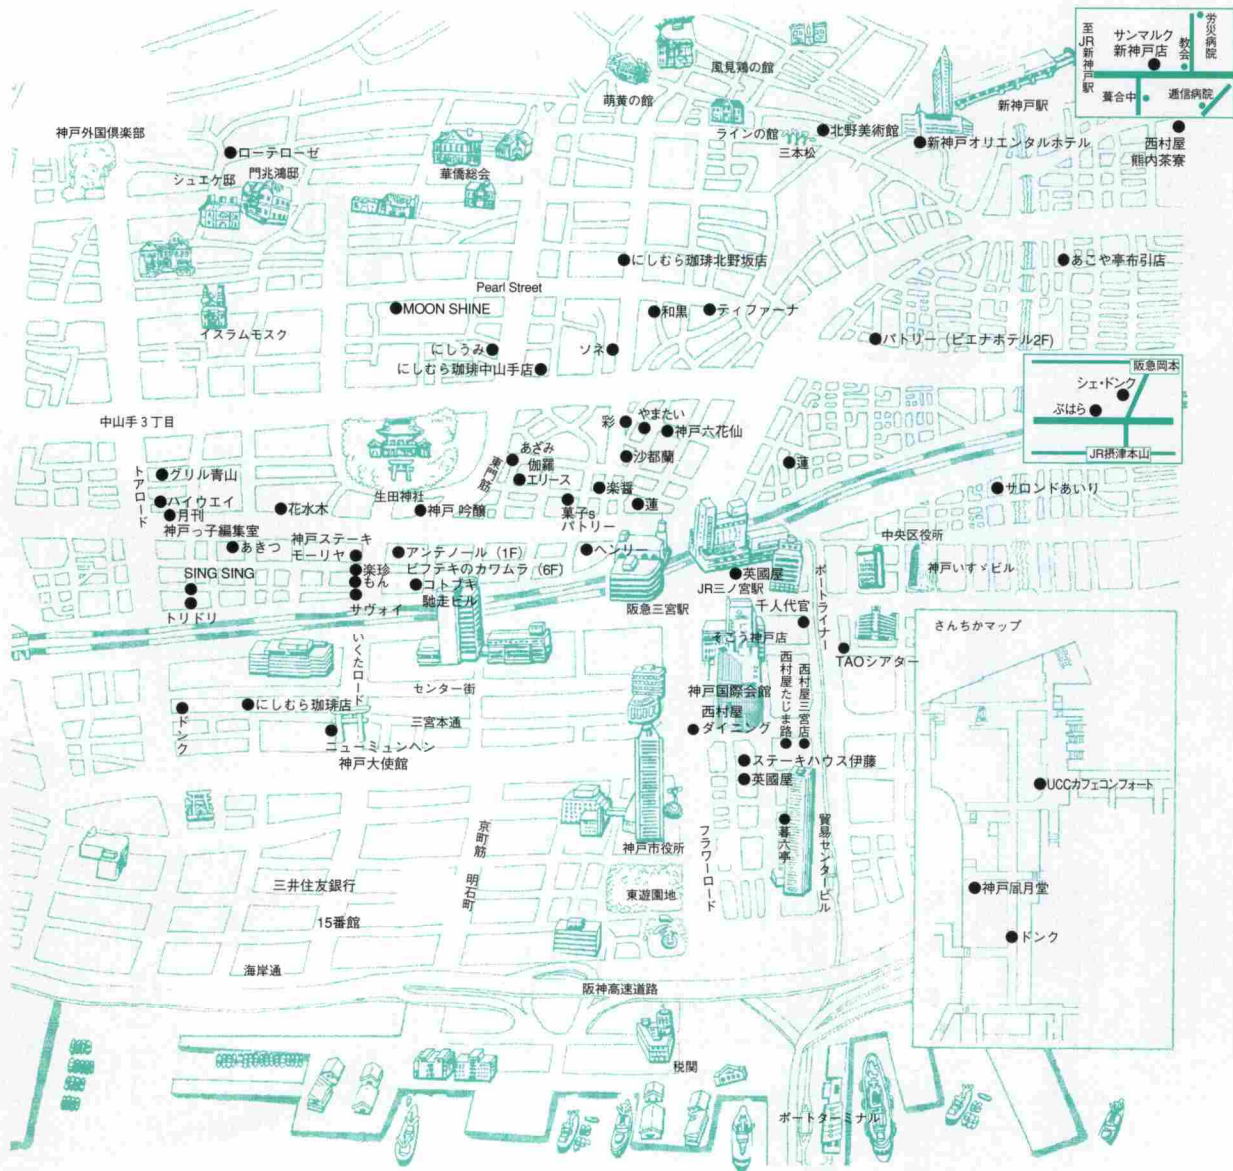 労災病院
教会
サンマルク
新神戸店
至JR新神戸駅
葺合中
逓信病院
風見鶏の館
萌黄の館
新神戸駅
ラインの館
三本松
北野美術館
新神戸オリエンタルホテル
西村屋
熊内茶寮
神戸外国倶楽部
ローテローゼ
シュエケ邸
門兆鴻邸
華僑総会
にしむら珈琲北野坂店
あこや亭布引店
Pearl Street
MOON SHINE
和黒
ティファーナ
イスラムモスク
にしうみ
ソネ
パトリー（ピエナホテル2F）
にしむら珈琲中山手店
阪急岡本
シェ・ドンク
ぶはら
JR摂津本山
中山手３丁目
彩
やまたい
神戸六花仙
トアロード
グリル青山
生田神社
東門筋
あざみ
伽羅
エリース
沙都蘭
蓮
ハイウエイ
月刊
神戸っ子編集室
花水木
神戸 吟醸
楽醤
菓子s
パトリー
蓮
サロンドあいり
あきつ
神戸ステーキ
モーリヤ
アンテノール（1F）
ビフテキのカワムラ（6F）
ヘンリー
中央区役所
神戸いすゞビル
SING SING
楽珍
もん
コトブキ
馳走ビル
阪急三宮駅
英國屋
JR三ノ宮駅
ポートライナー
トリドリ
サヴォイ
千人代官
さんちかマップ
いくたロード
そごう神戸店
TAOシアター
センター街
神戸国際会館
西村屋たじま路
西村屋三宮店
ドンク
にしむら珈琲店
三宮本通
西村屋
ダイニング
ニューミュンヘン
神戸大使館
ステーキハウス伊藤
英國屋
UCCカフェコンフォート
京町筋
明石町
神戸市役所
フラワーロード
暮六亭
貿易センタービル
三井住友銀行
東遊園地
神戸凮月堂
15番館
ドンク
海岸通
阪神高速道路
税関
ポートターミナル